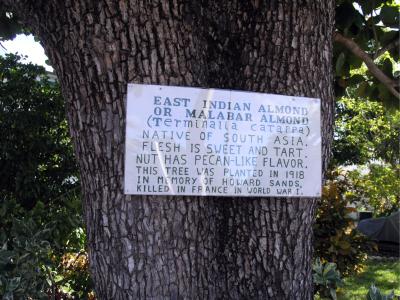 EAST INDIAN ALMOND
OR MALABAR ALMOND
(Terminalia catappa)
NATIVE OF SOUTH ASIA.
FLESH IS SWEET AND TART.
NUT HAS PECAN-LIKE FLAVOR.
THIS TREE WAS PLANTED IN 1918
IN MEMORY OF HOWARD SANDS,
KILLED IN FRANCE IN WORLD WAR I.